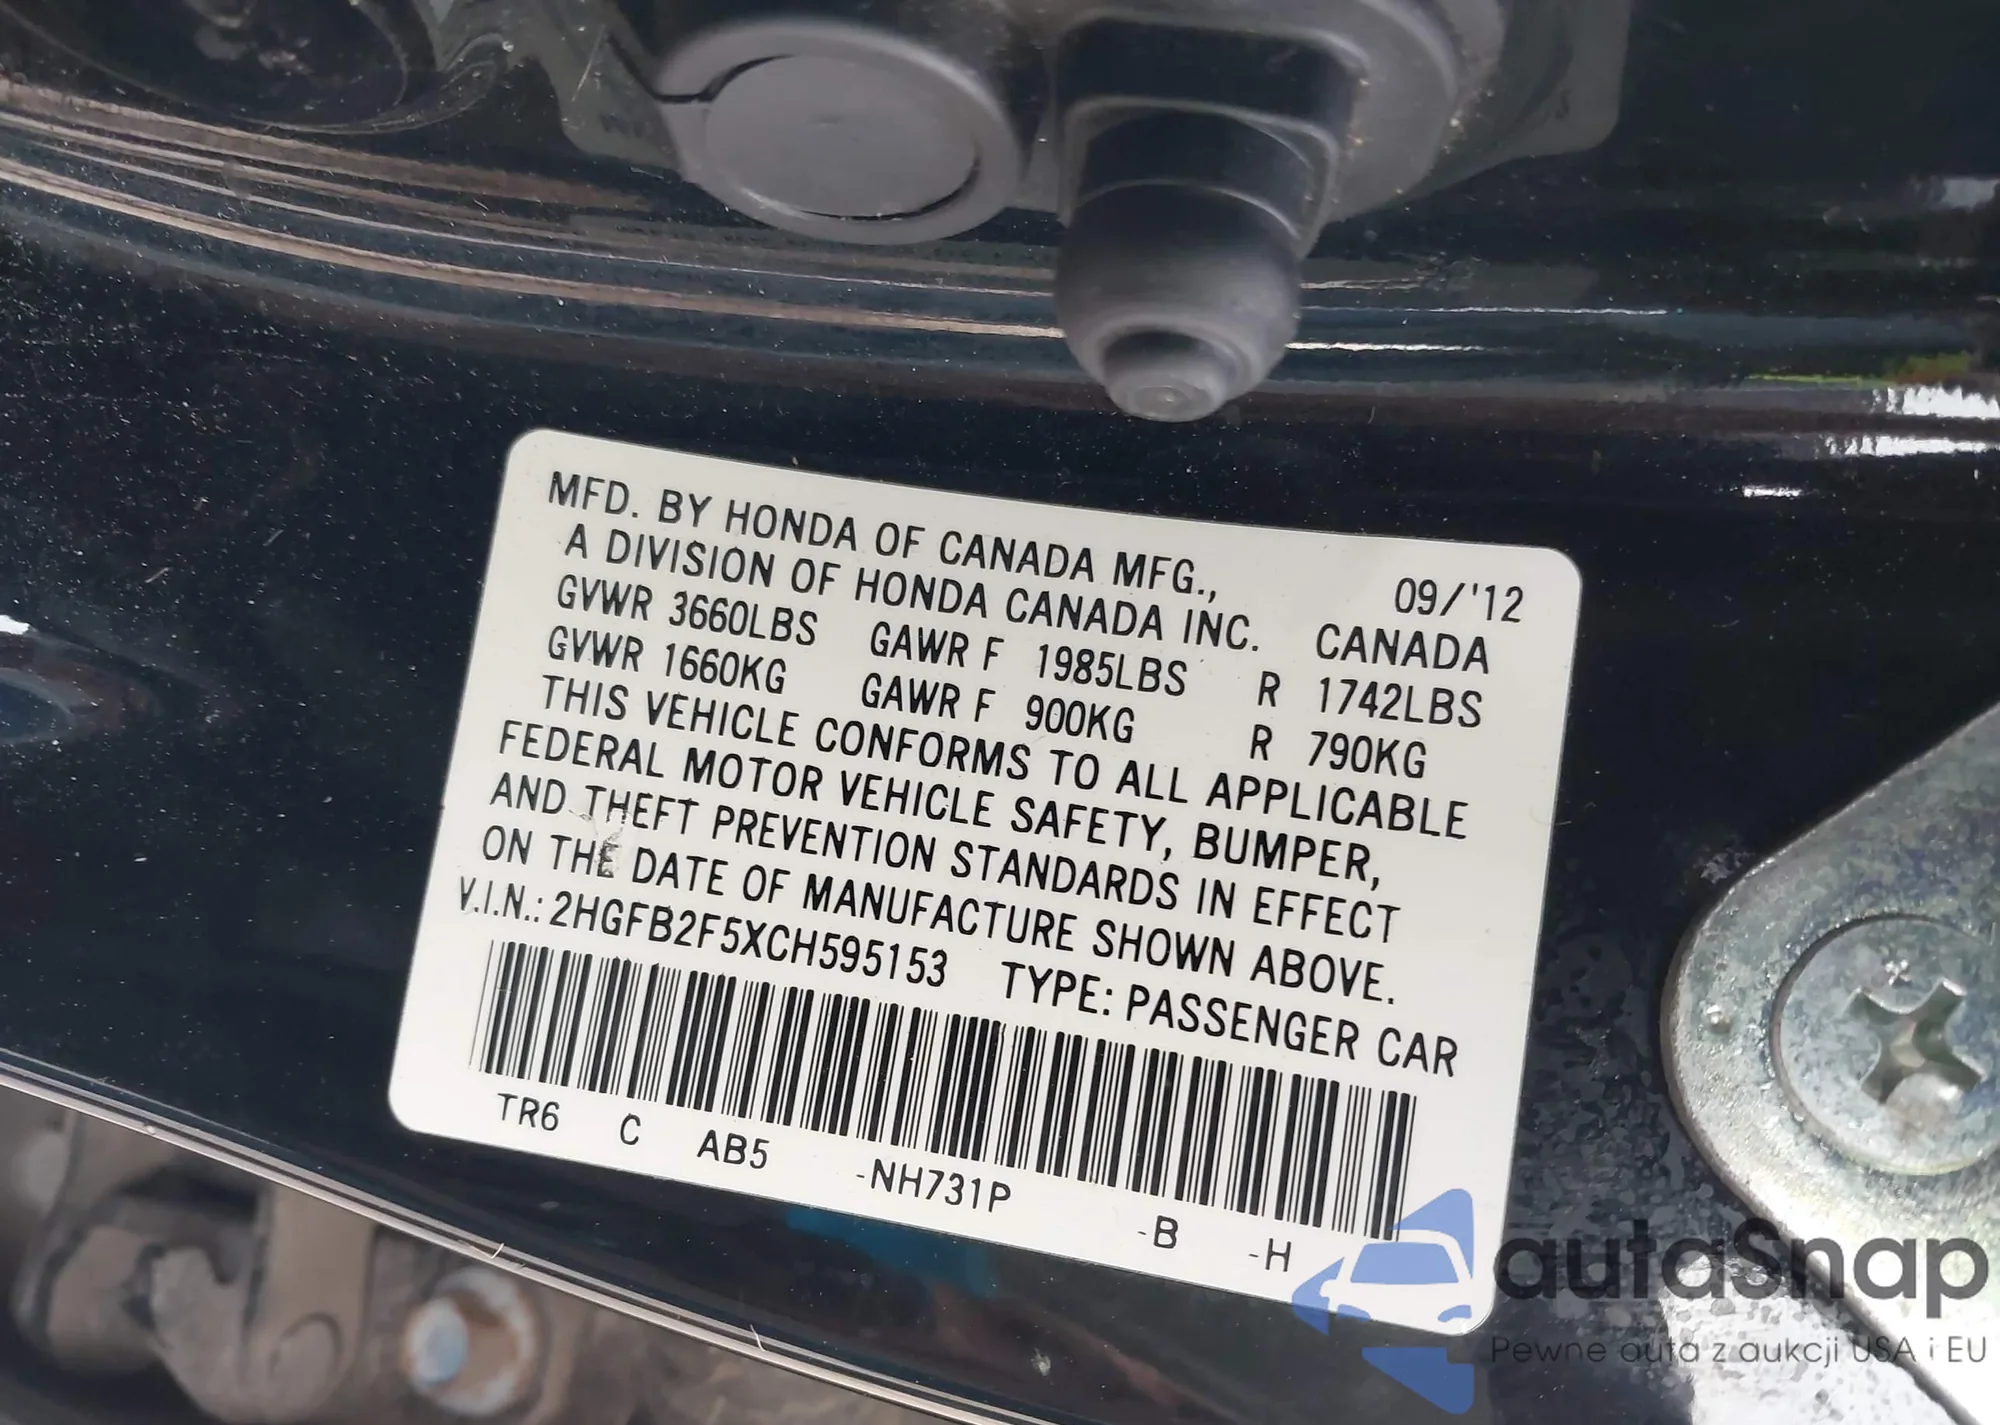 MFD. BY HONDA OF CANADA MFG., 09/'12
A DIVISION OF HONDA CANADA INC. CANADA
GVWR 3660LBS GAWR F 1985LBS R 1742LBS
GVWR 1660KG GAWR F 900KG R 790KG
THIS VEHICLE CONFORMS TO ALL APPLICABLE
FEDERAL MOTOR VEHICLE SAFETY, BUMPER,
AND THEFT PREVENTION STANDARDS IN EFFECT
ON THE DATE OF MANUFACTURE SHOWN ABOVE.
V.I.N.: 2HGFB2F5XCH595153 TYPE: PASSENGER CAR
TR6 C AB5 -NH731P -B -H
autaSnap
Pewne auta z aukcji USA i EU